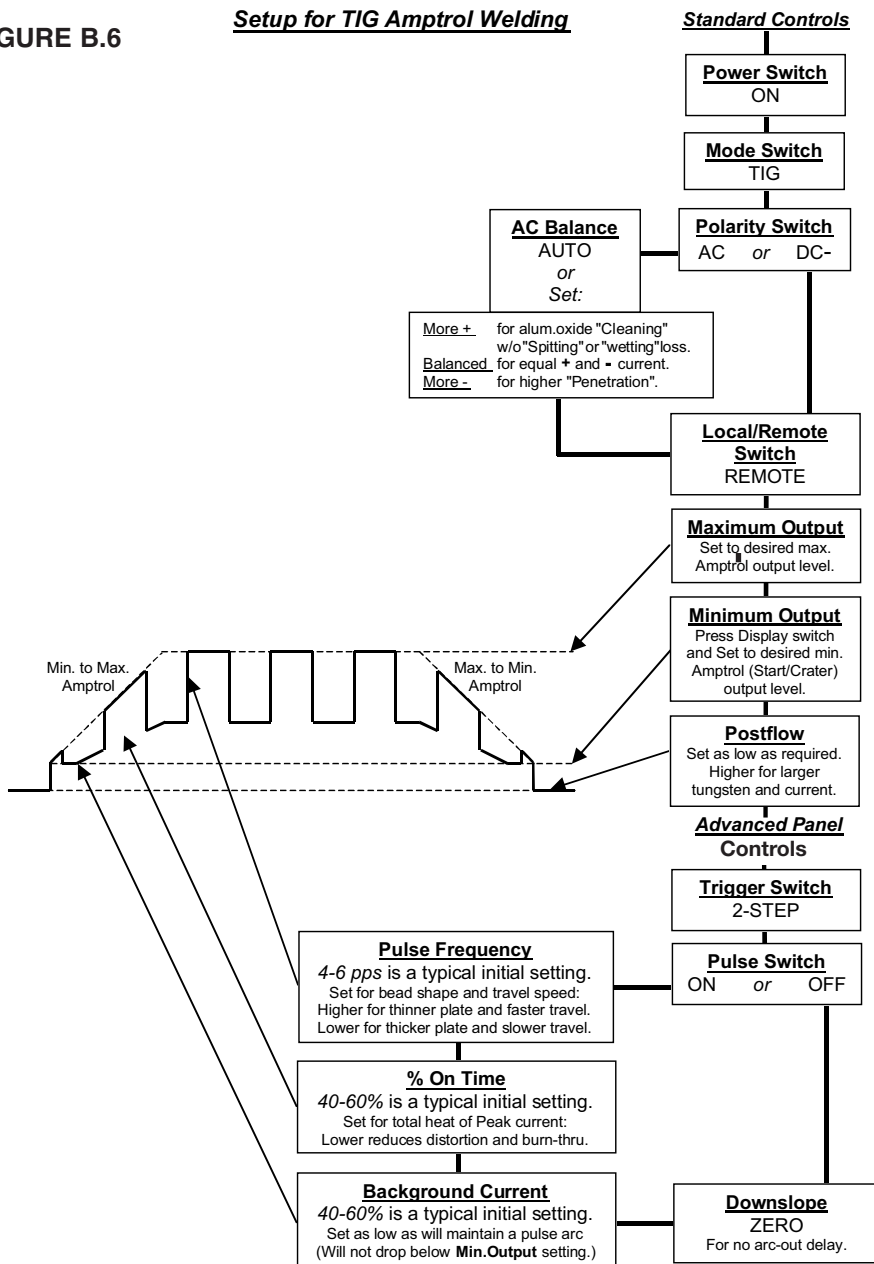 GURE B.6
Setup for TIG Amptrol Welding
Standard Controls
Power Switch
ON
Mode Switch
TIG
Polarity Switch
AC or DC-
AC Balance
AUTO
or
Set:
More + for alum.oxide "Cleaning"
w/o"Spitting"or"wetting"loss.
Balanced for equal + and - current.
More - for higher "Penetration".
Local/Remote
Switch
REMOTE
Maximum Output
Set to desired max.
Amptrol output level.
Minimum Output
Press Display switch
and Set to desired min.
Amptrol (Start/Crater)
output level.
Min. to Max.
Amptrol
Max. to Min.
Amptrol
Postflow
Set as low as required.
Higher for larger
tungsten and current.
Advanced Panel
Controls
Trigger Switch
2-STEP
Pulse Switch
ON or OFF
Pulse Frequency
4-6 pps is a typical initial setting.
Set for bead shape and travel speed:
Higher for thinner plate and faster travel.
Lower for thicker plate and slower travel.
% On Time
40-60% is a typical initial setting.
Set for total heat of Peak current:
Lower reduces distortion and burn-thru.
Background Current
40-60% is a typical initial setting.
Set as low as will maintain a pulse arc
(Will not drop below Min.Output setting.)
Downslope
ZERO
For no arc-out delay.